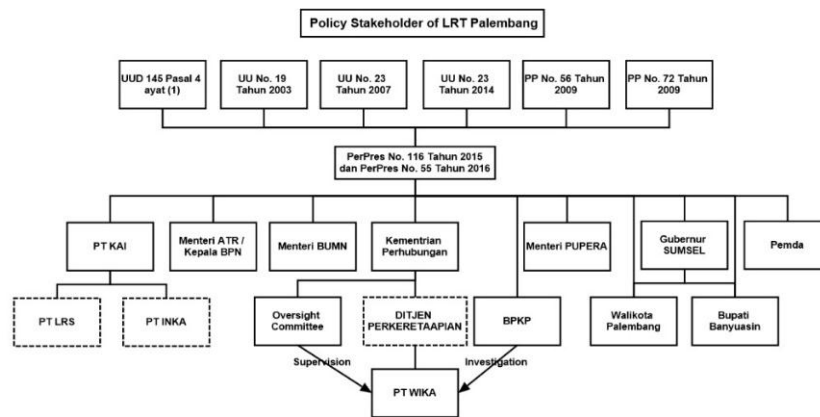 Policy Stakeholder of LRT Palembang
UUD 145 Pasal 4
ayat (1)
UU No. 19
Tahun 2003
UU No. 23
Tahun 2007
UU No. 23
Tahun 2014
PP No. 56 Tahun
2009
PP No. 72 Tahun
2009
PerPres No. 116 Tahun 2015
dan PerPres No. 55 Tahun 2016
PT KAI
Menteri ATR /
Kepala BPN
Menteri BUMN
Kementrian
Perhubungan
Menteri PUPERA
Gubernur
SUMSEL
Pemda
PT LRS
PT INKA
Oversight
Committee
DITJEN
PERKERETAAPIAN
BPKP
Walikota
Palembang
Bupati
Banyuasin
Supervision
Investigation
PT WIKA